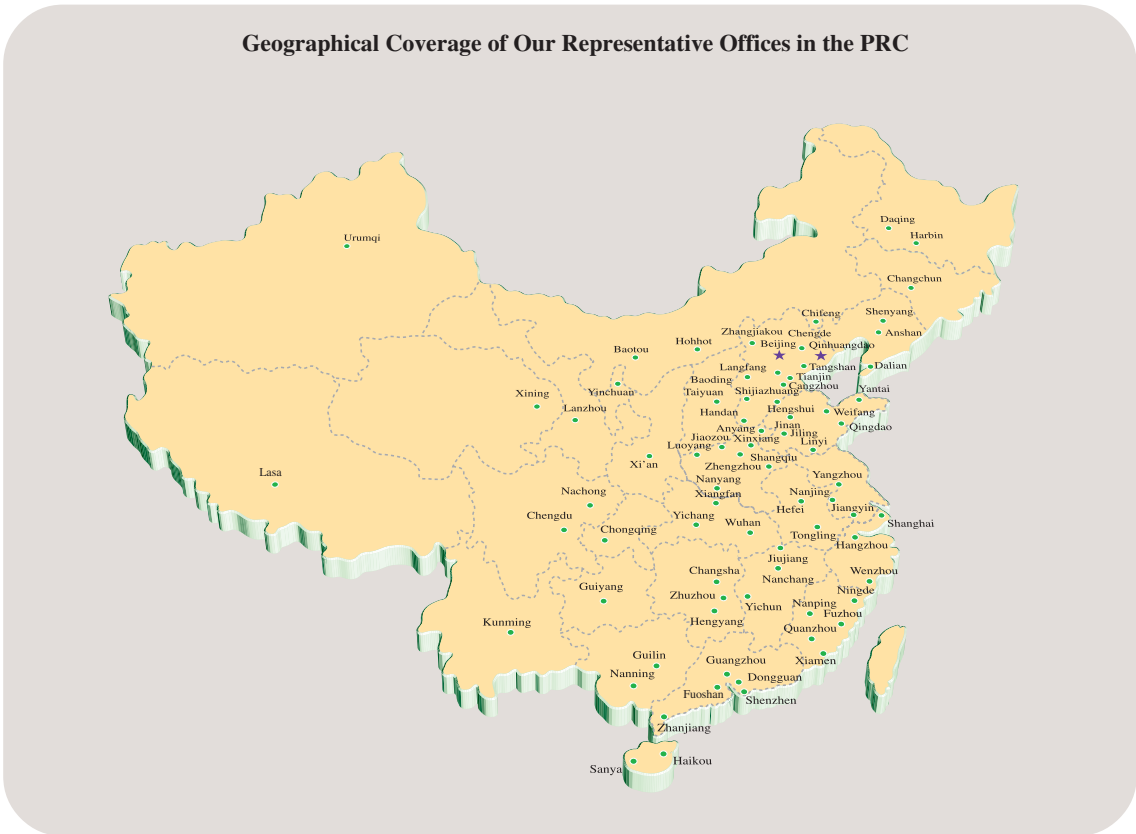 Geographical Coverage of Our Representative Offices in the PRC
Daqing
Urumqi
Harbin
Changchun
Chifeng
Shenyang
Zhangjiakou
Chengde
Anshan
Hohhot
Beijing
Qinhuangdao
Baotou
Langfang
Tangshan
Dalian
Tianjin
Baoding
Cangzhou
Yantai
Xining
Yinchuan
Taiyuan
Shijiazhuang
Lanzhou
Handan
Hengshui
Weifang
Anyang
Jinan
Qingdao
Jiaozou
Xinxiang
Jiling
Luoyang
Linyi
Xi'an
Zhengzhou
Shangqiu
Lasa
Nanyang
Yangzhou
Nachong
Xiangfan
Nanjing
Hefei
Jiangyin
Chengdu
Yichang
Wuhan
Shanghai
Chongqing
Tongling
Hangzhou
Jiujiang
Changsha
Nanchang
Wenzhou
Guiyang
Zhuzhou
Ningde
Yichun
Nanping
Fuzhou
Kunming
Hengyang
Quanzhou
Guilin
Guangzhou
Xiamen
Nanning
Dongguan
Fuoshan
Shenzhen
Zhanjiang
Sanya
Haikou